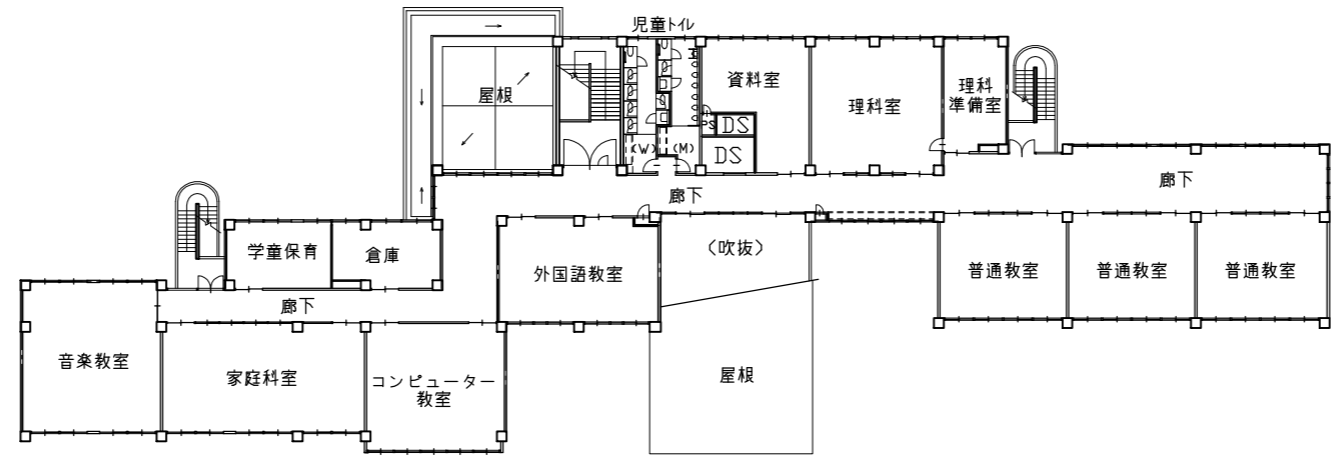 児童トイレ
屋根
資料室
理科室
理科
準備室
DS
DS
(W)
(M)
廊下
廊下
学童保育
倉庫
外国語教室
(吹抜)
普通教室
普通教室
普通教室
廊下
音楽教室
家庭科室
コンピューター
教室
屋根